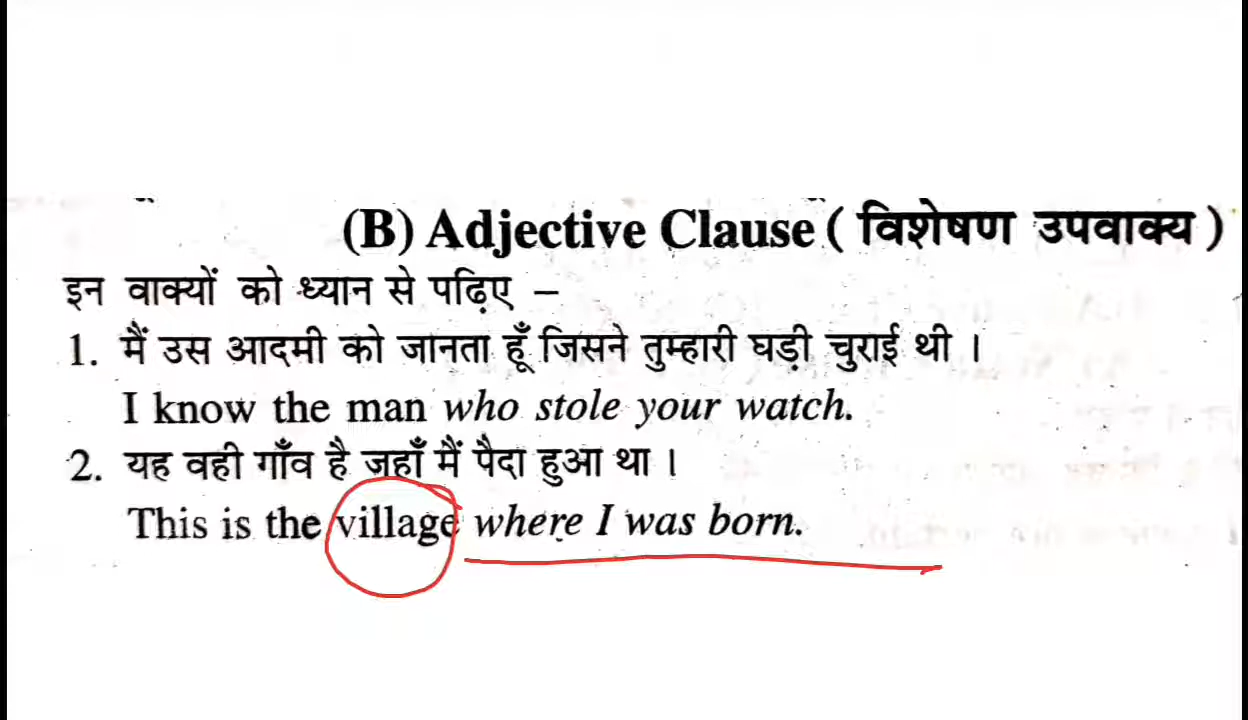 (B) Adjective Clause ( विशेषण उपवाक्य )
इन वाक्यों को ध्यान से पढ़िए –
1. मैं उस आदमी को जानता हूँ जिसने तुम्हारी घड़ी चुराई थी ।
I know the man who stole your watch.
2. यह वही गाँव है जहाँ मैं पैदा हुआ था ।
This is the village where I was born.